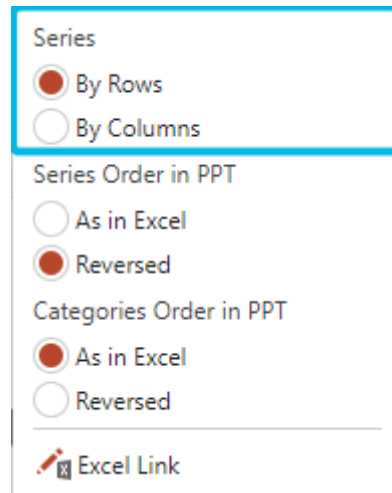 Series
By Rows
By Columns
Series Order in PPT
As in Excel
Reversed
Categories Order in PPT
As in Excel
Reversed
Excel Link